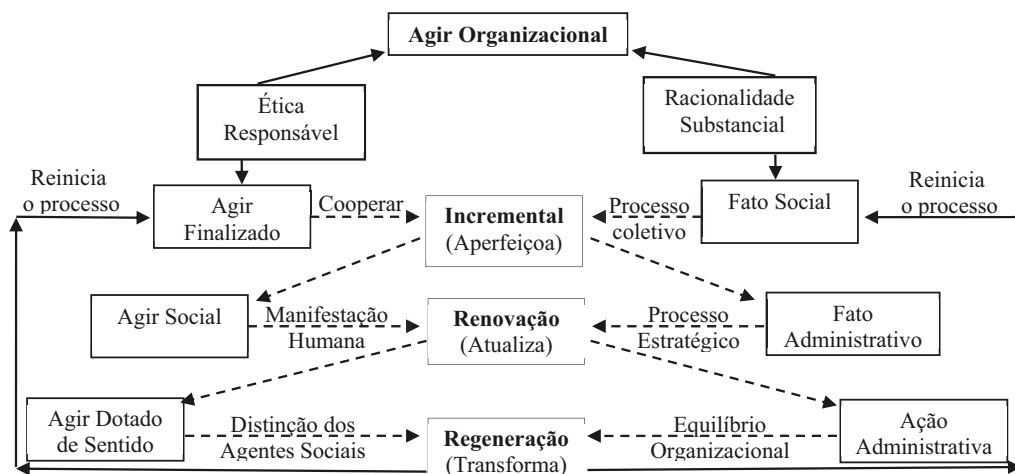 Agir Organizacional
Ética
Responsável
Racionalidade
Substancial
Reinicia
o processo
Agir
Finalizado
Cooperar
Incremental
(Aperfeiçoa)
Processo
coletivo
Fato Social
Reinicia
o processo
Agir Social
Manifestação
Humana
Renovação
(Atualiza)
Processo
Estratégico
Fato
Administrativo
Agir Dotado
de Sentido
Distinção dos
Agentes Sociais
Regeneração
(Transforma)
Equilíbrio
Organizacional
Ação
Administrativa